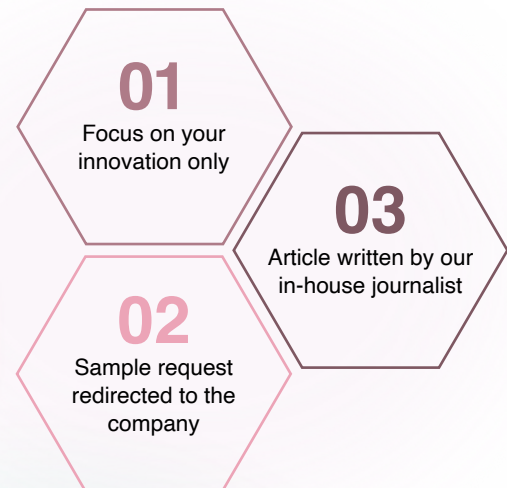 01
Focus on your
innovation only
02
Sample request
redirected to the
company
03
Article written by our
in-house journalist